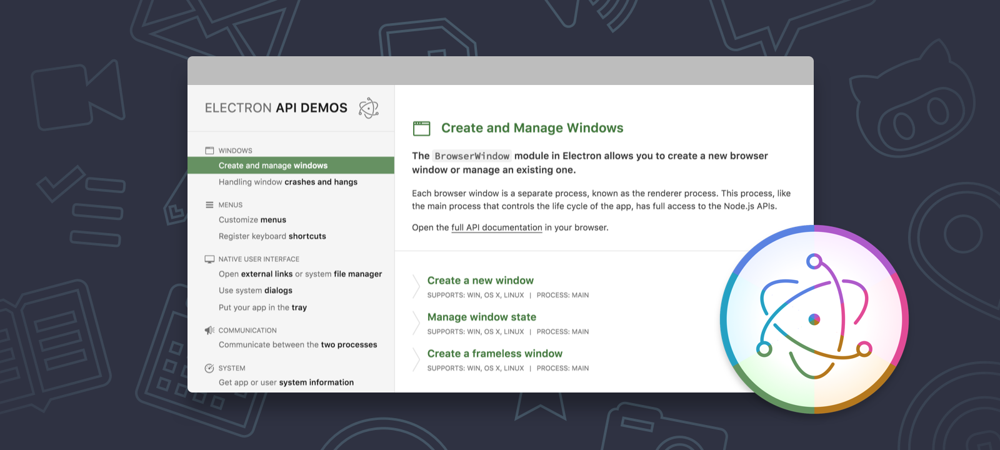 ELECTRON API DEMOS
WINDOWS
Create and manage windows
Handling window crashes and hangs
MENUS
Customize menus
Register keyboard shortcuts
NATIVE USER INTERFACE
Open external links or system file manager
Use system dialogs
Put your app in the tray
COMMUNICATION
Communicate between the two processes
SYSTEM
Get app or user system information
Create and Manage Windows
The BrowserWindow module in Electron allows you to create a new browser
window or manage an existing one.
Each browser window is a separate process, known as the renderer process. This process, like
the main process that controls the life cycle of the app, has full access to the Node.js APIs.
Open the full API documentation in your browser.
Create a new window
SUPPORTS: WIN, OS X, LINUX | PROCESS: MAIN
Manage window state
SUPPORTS: WIN, OS X, LINUX | PROCESS: MAIN
Create a frameless window
SUPPORTS: WIN, OS X, LINUX | PROCESS: MAIN